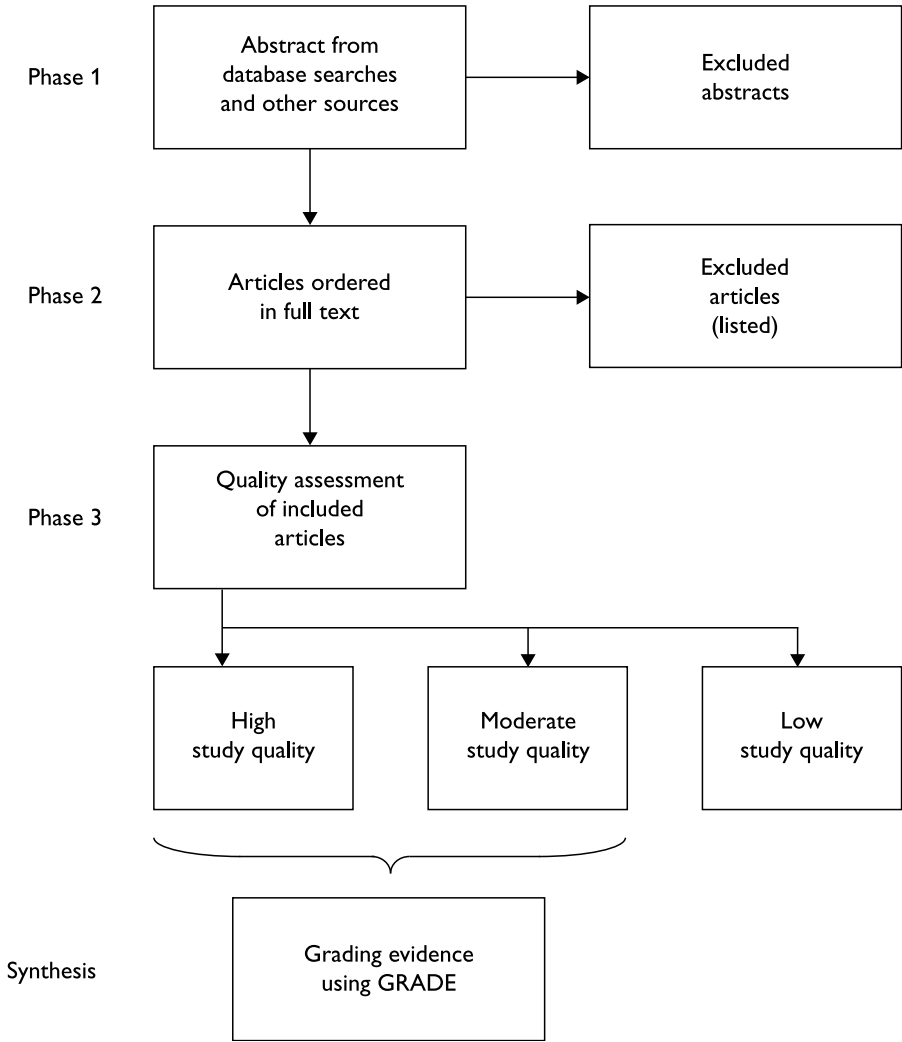 Phase 1
Abstract from
database searches
and other sources
Excluded
abstracts
Phase 2
Articles ordered
in full text
Excluded
articles
(listed)
Phase 3
Quality assessment
of included
articles
High
study quality
Moderate
study quality
Low
study quality
Synthesis
Grading evidence
using GRADE